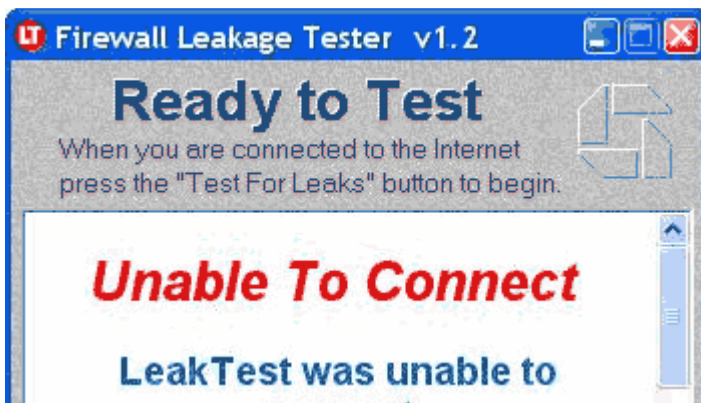 LT Firewall Leakage Tester v1.2
Ready to Test
When you are connected to the Internet
press the "Test For Leaks" button to begin.
Unable To Connect
LeakTest was unable to